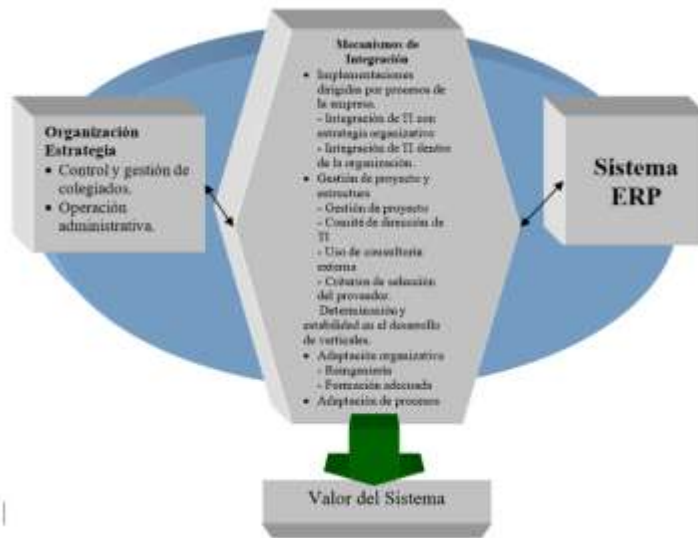 Organización
Estrategia
• Control y gestión de
colegiados.
• Operación
administrativa.
Mecanismos de
Integración
• Implementaciones
dirigidas por procesos de
la empresa.
- Integración de TI con
estrategia organizativa
- Integración de TI dentro
de la organización.
• Gestión de proyecto y
estructura
- Gestión de proyecto
- Comité de dirección de
TI
- Uso de consultoría
externa
- Criterios de selección
del proveedor
Determinación y
estabilidad en el desarrollo
de verticales.
• Adaptación organizativa
- Reingeniería
- Formación adecuada
• Adaptación de procesos
Sistema
ERP
Valor del Sistema